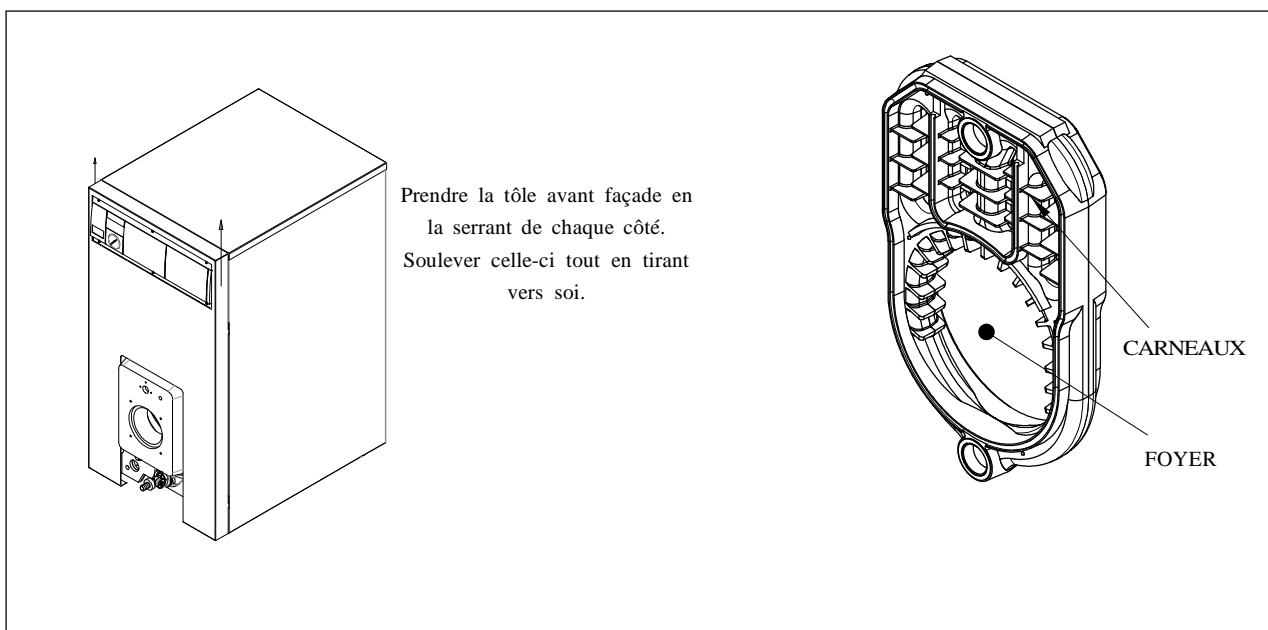 Prendre la tôle avant façade en
la serrant de chaque côté.
Soulever celle-ci tout en tirant
vers soi.
CARNEAUX
FOYER